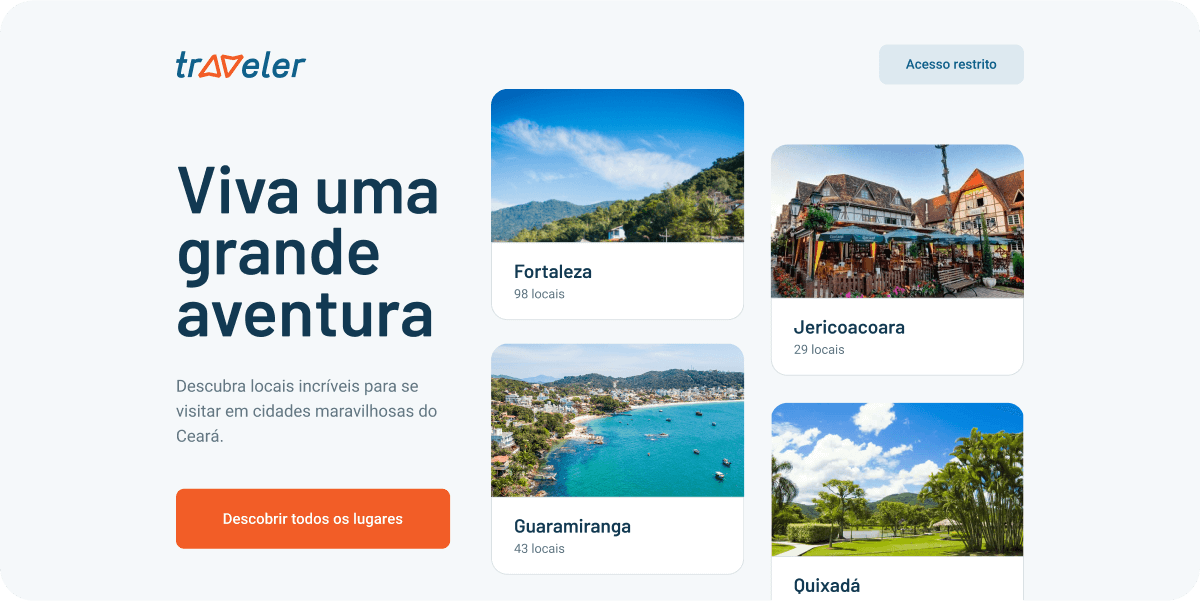 traveler
Acesso restrito
Viva uma
grande
aventura
Descubra locais incríveis para se
visitar em cidades maravilhosas do
Ceará.
Descobrir todos os lugares
Fortaleza
98 locais
Guaramiranga
43 locais
Jericoacoara
29 locais
Quixadá